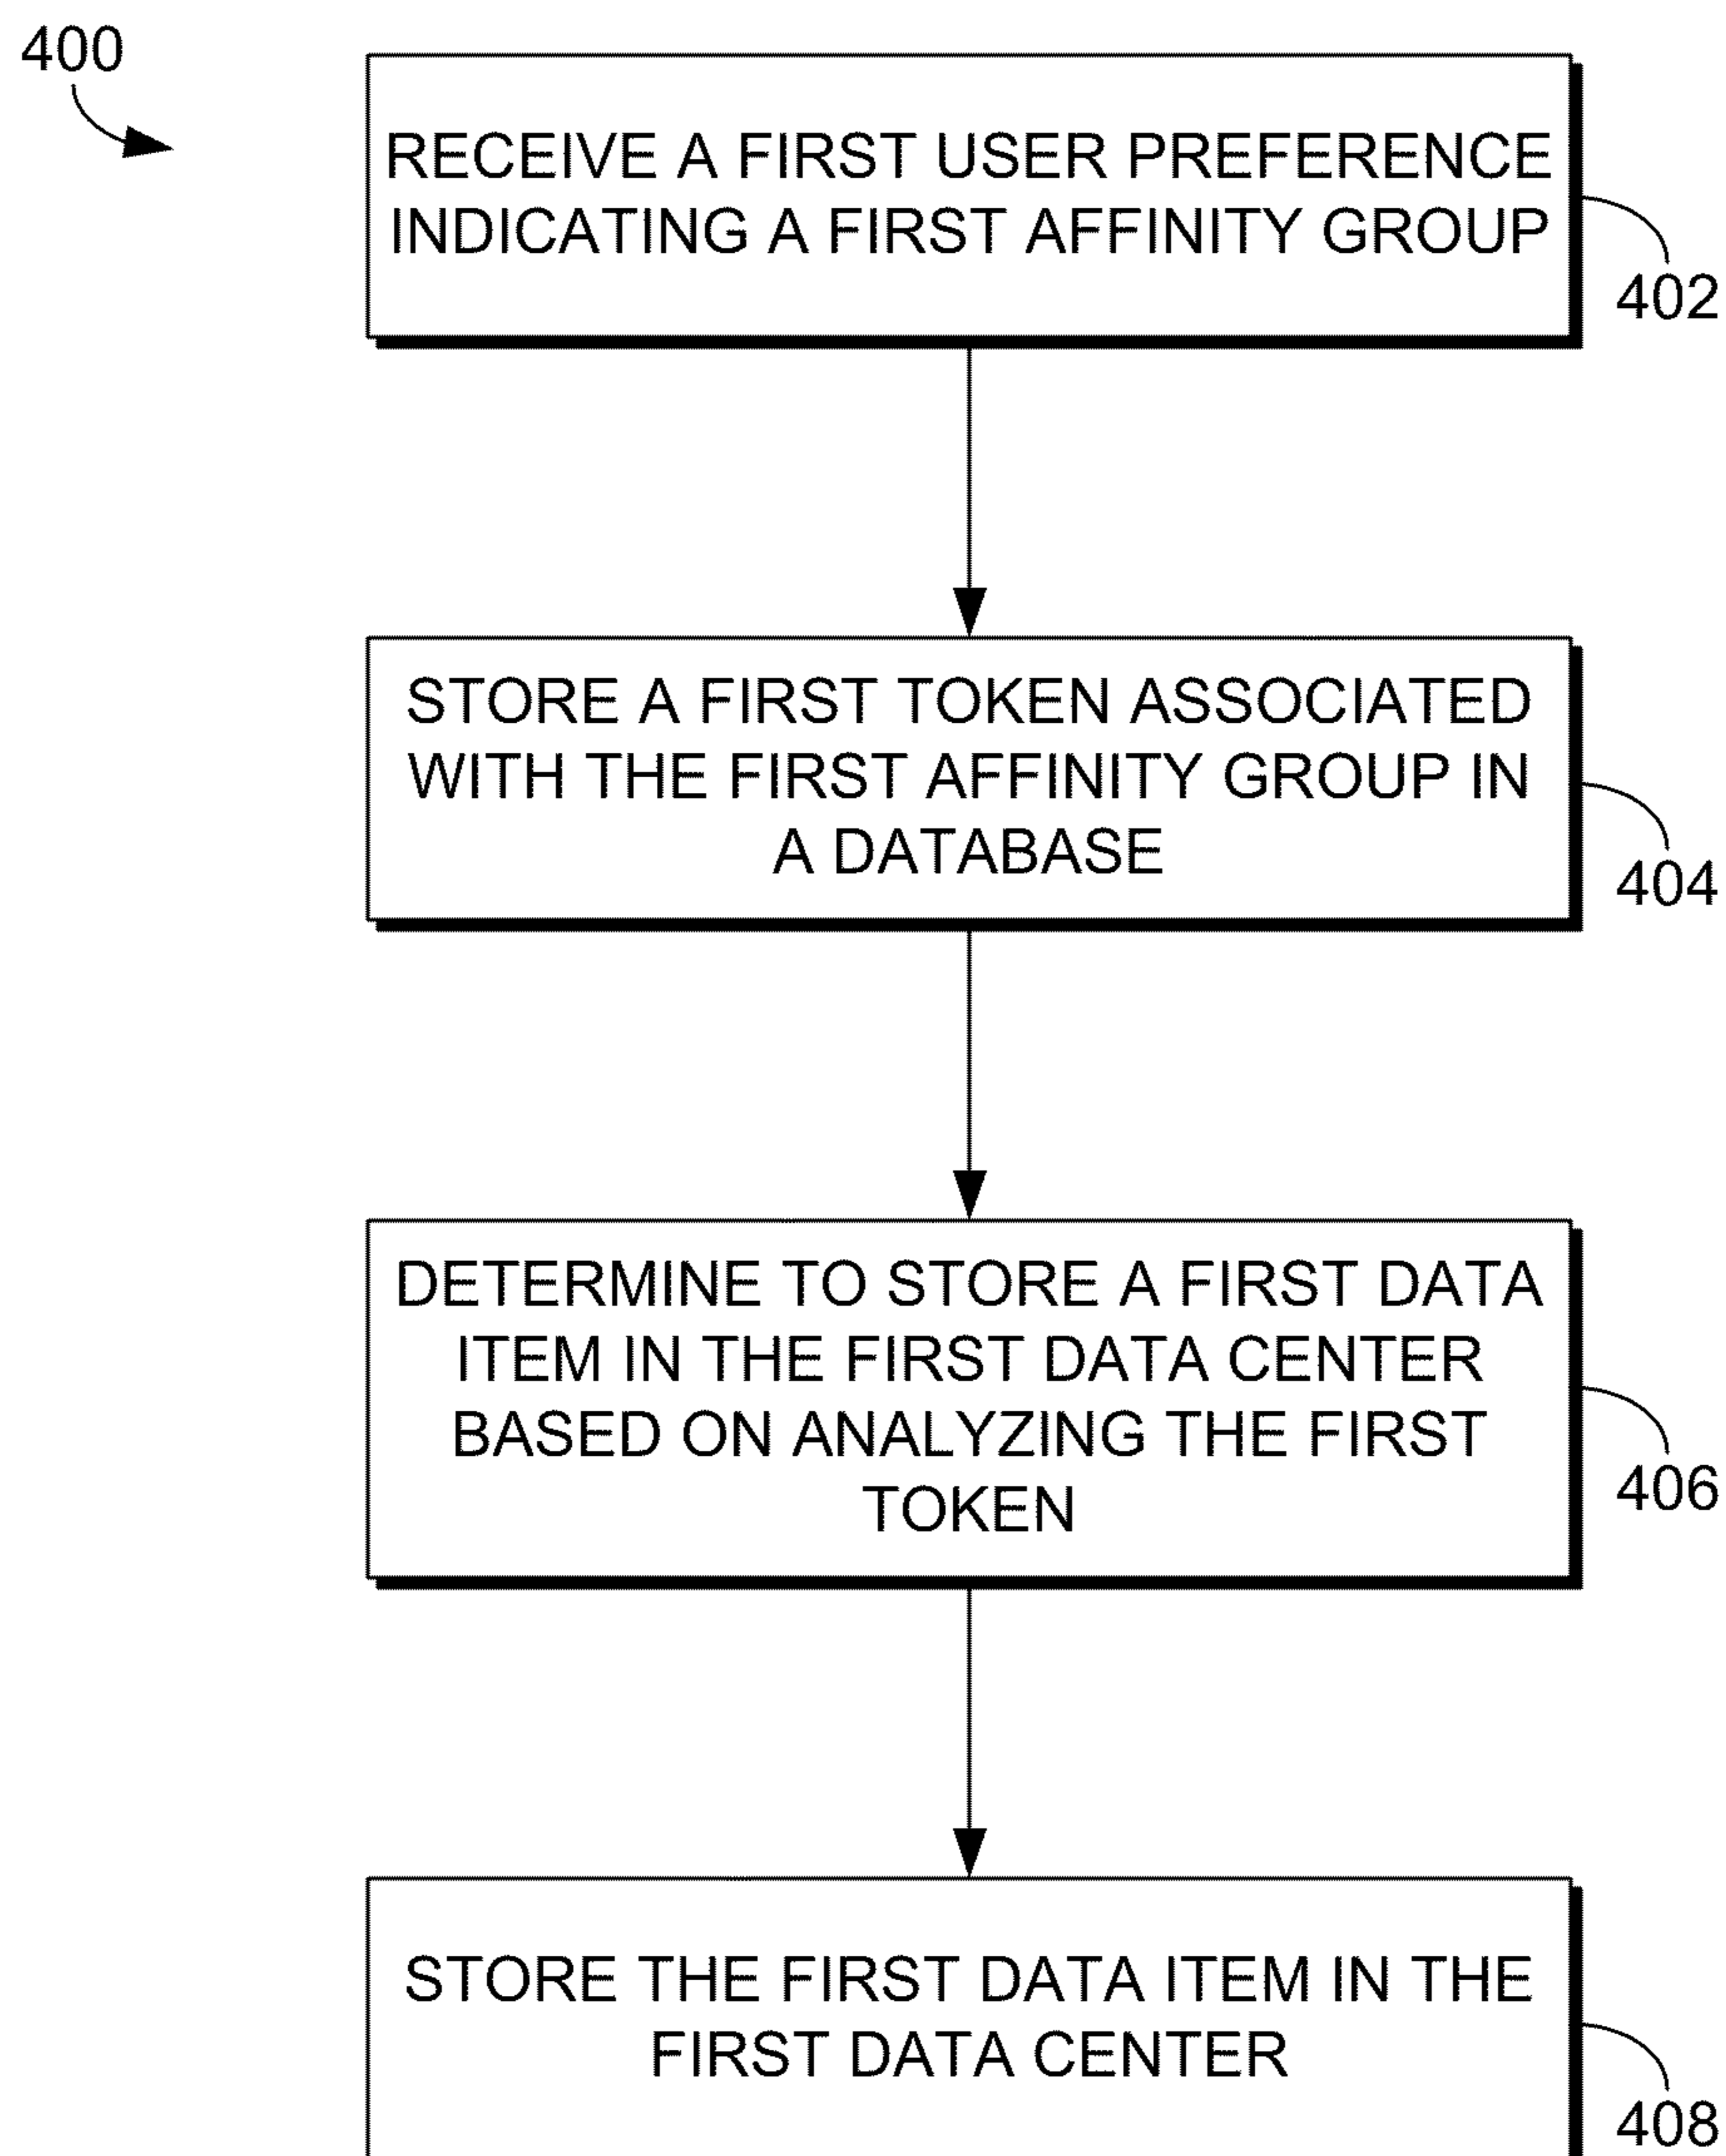 400
RECEIVE A FIRST USER PREFERENCE
INDICATING A FIRST AFFINITY GROUP
402
STORE A FIRST TOKEN ASSOCIATED
WITH THE FIRST AFFINITY GROUP IN
A DATABASE
404
DETERMINE TO STORE A FIRST DATA
ITEM IN THE FIRST DATA CENTER
BASED ON ANALYZING THE FIRST
TOKEN
406
STORE THE FIRST DATA ITEM IN THE
FIRST DATA CENTER
408